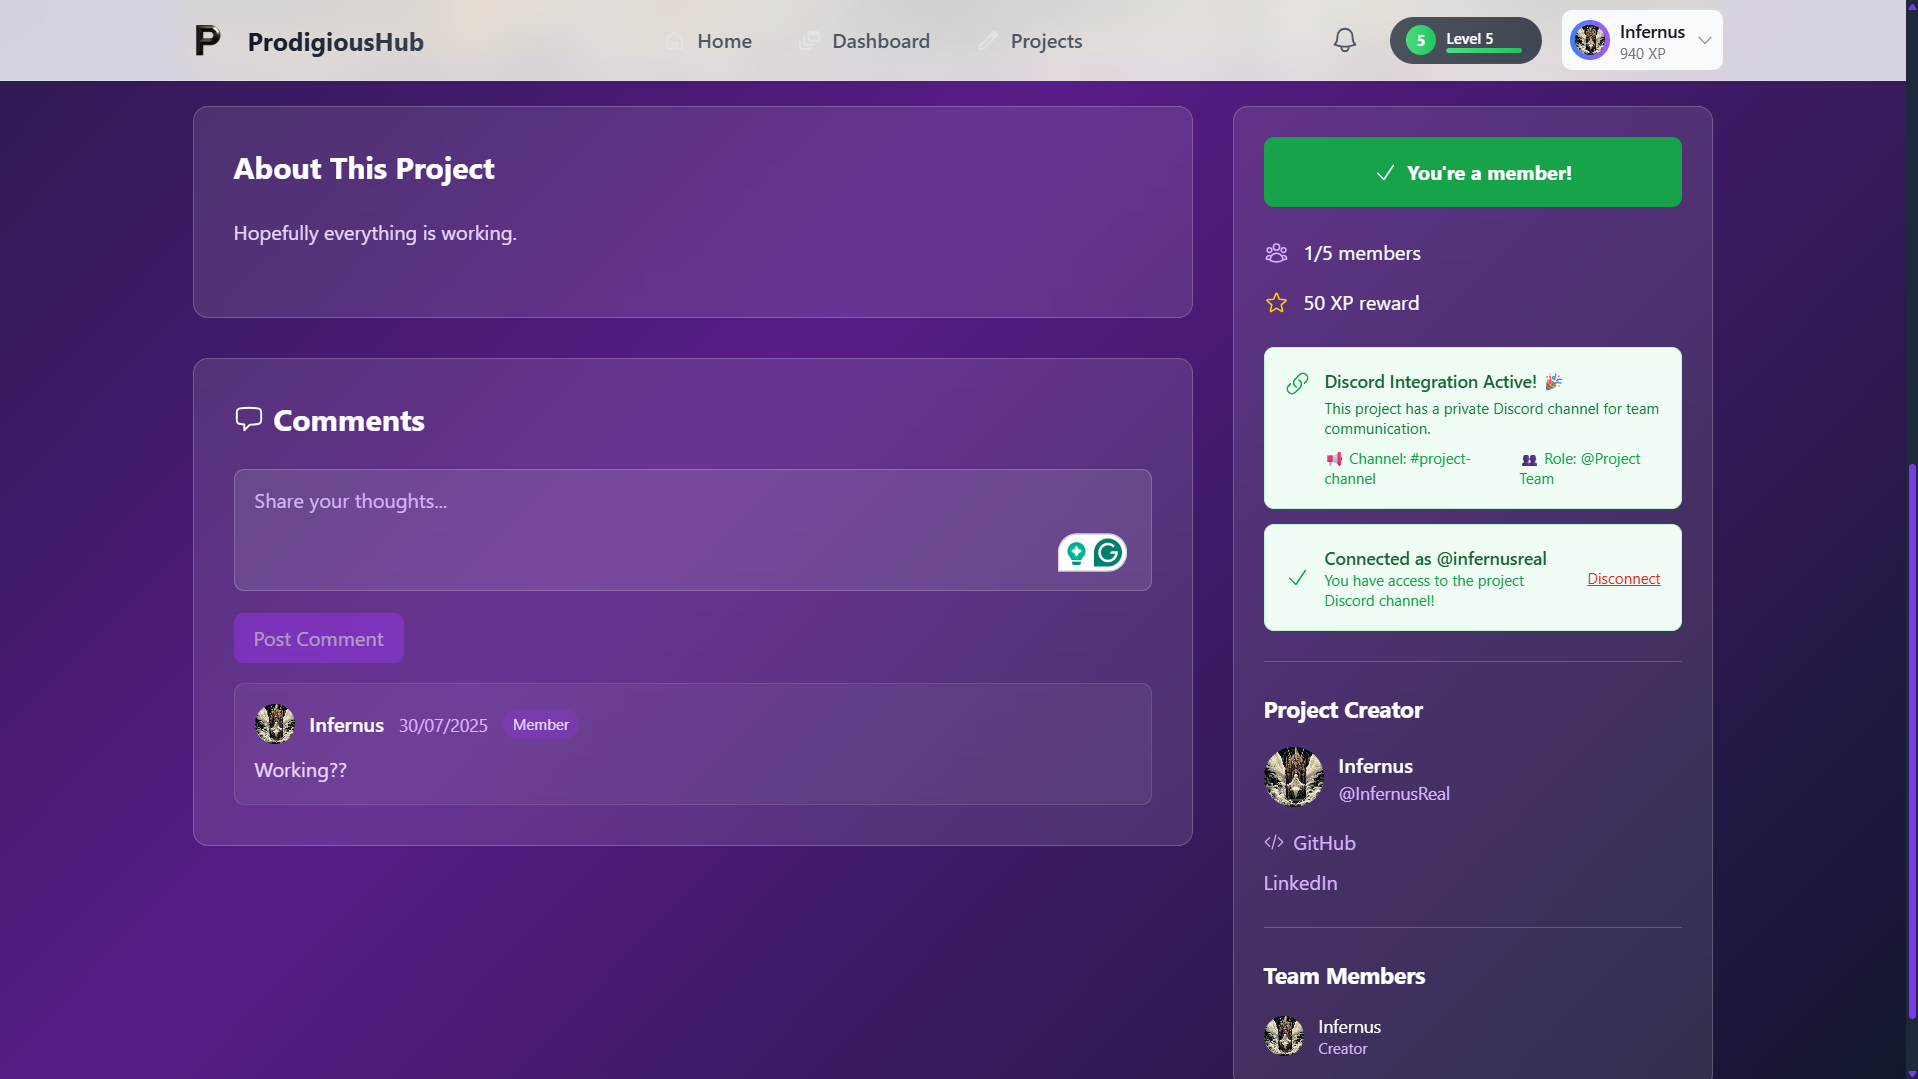 P ProdigiousHub
Home
Dashboard
Projects
5 Level 5
Infernus
940 XP
About This Project
Hopefully everything is working.
Comments
Share your thoughts...
Post Comment
Infernus 30/07/2025 Member
Working??
You're a member!
1/5 members
50 XP reward
Discord Integration Active! 🎉
This project has a private Discord channel for team
communication.
📢 Channel: #project-
channel
👥 Role: @Project
Team
Connected as @infernusreal
You have access to the project
Discord channel!
Disconnect
Project Creator
Infernus
@InfernusReal
GitHub
LinkedIn
Team Members
Infernus
Creator